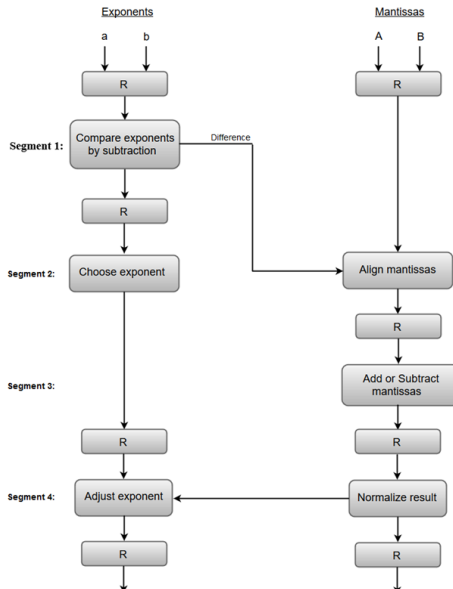 Exponents
Mantissas
a
b
A
B
R
R
Segment 1:
Compare exponents
by subtraction
Difference
R
Segment 2:
Choose exponent
Align mantissas
R
Segment 3:
Add or Subtract
mantissas
R
R
Segment 4:
Adjust exponent
Normalize result
R
R